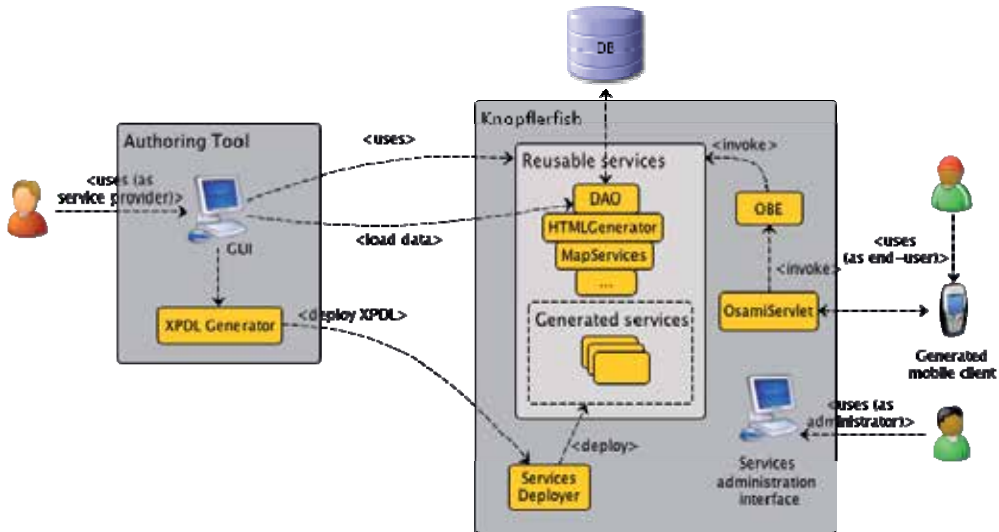 DB
Knopflerfish
Authoring Tool
<uses (as
service provider)>
GUI
XPDL Generator
<uses>
<load data>
<deploy XPDL>
Reusable services
DAO
HTMLGenerator
MapServices
...
Generated services
<deploy>
Services
Deployer
<invoke>
OBE
<invoke>
OsamiServlet
<uses
(as end-user)>
Generated
mobile client
<uses (as
administrator)>
Services
administration
interface